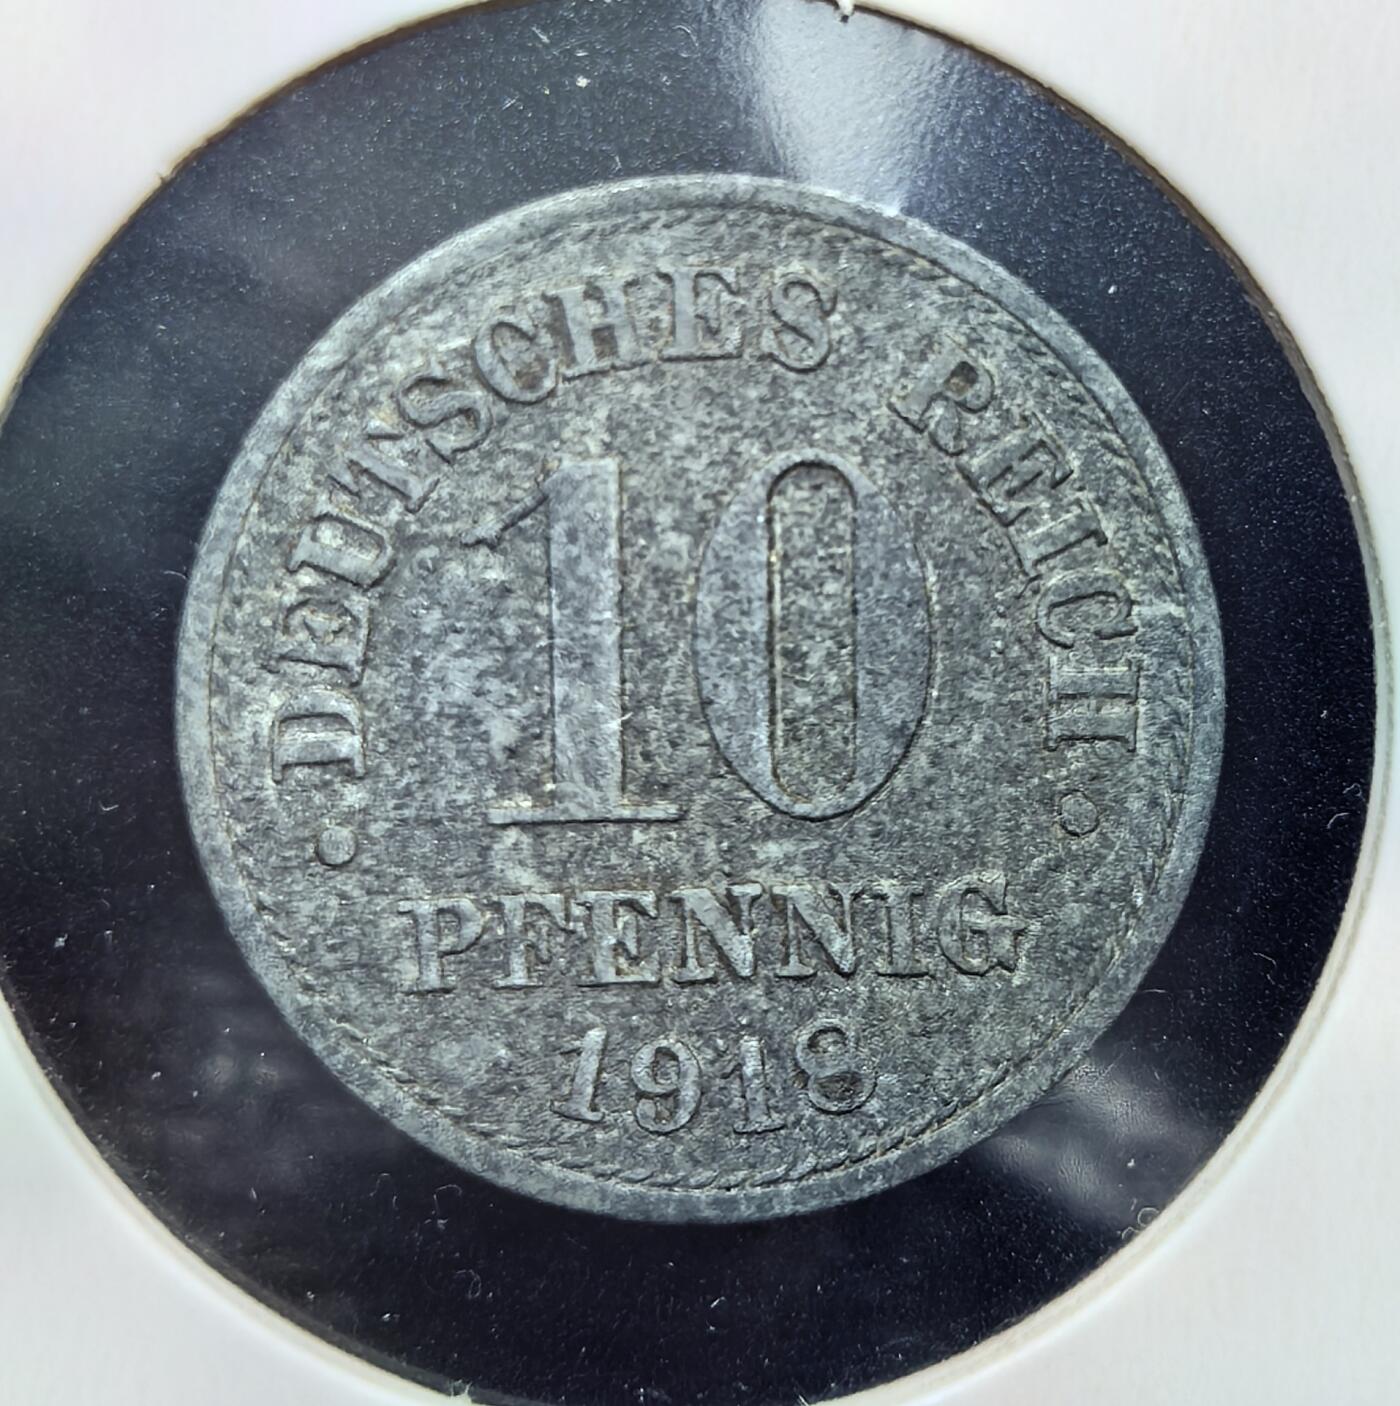 • DEUTSCHES REICH •
10
PFENNIG
1918